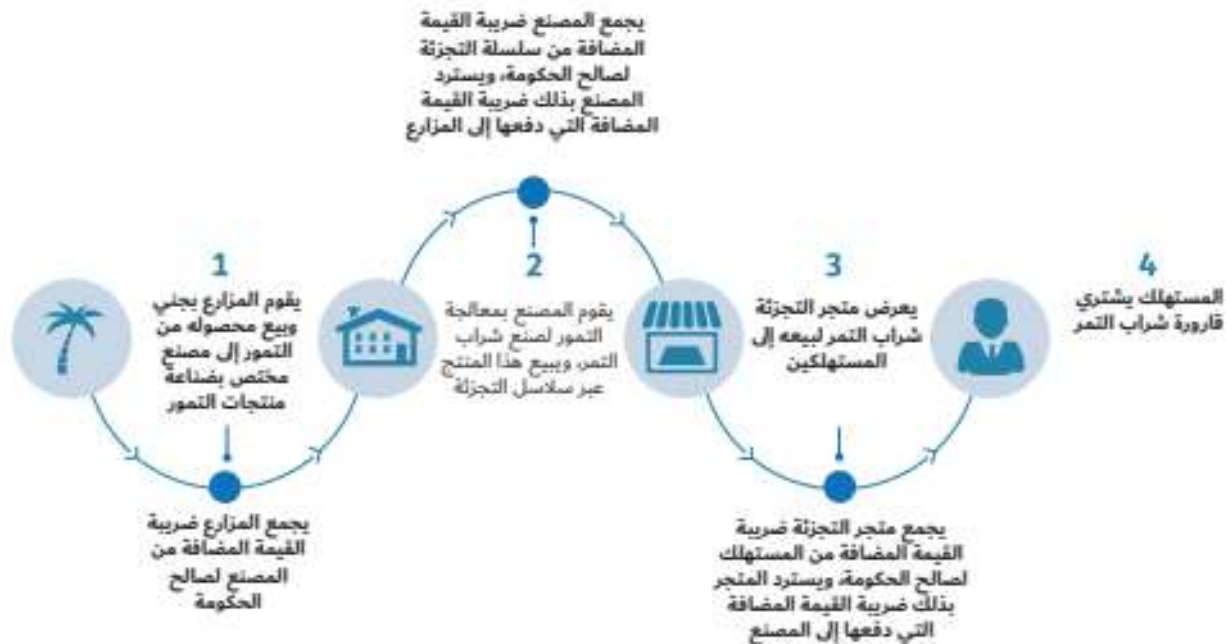 يجمع المصنع ضريبة القيمة
المضافة من سلسلة التجزئة
لصالح الحكومة، ويسترد
المصنع بذلك ضريبة القيمة
المضافة التي دفعها إلى المزارع
1
يقوم المزارع بجني
وبيع محصوله من
التمور إلى مصنع
مختص بصناعة
منتجات التمور
يجمع المزارع ضريبة
القيمة المضافة من
المصنع لصالح
الحكومة
2
يقوم المصنع بمعالجة
التمور لصنع شراب
التمر، ويبيع هذا المنتج
عبر سلاسل التجزئة
3
يعرض متجر التجزئة
شراب التمر لبيعه إلى
المستهلكين
يجمع متجر التجزئة ضريبة
القيمة المضافة من المستهلك
لصالح الحكومة، ويسترد المتجر
بذلك ضريبة القيمة المضافة
التي دفعها إلى المصنع
4
المستهلك يشتري
قارورة شراب التمر